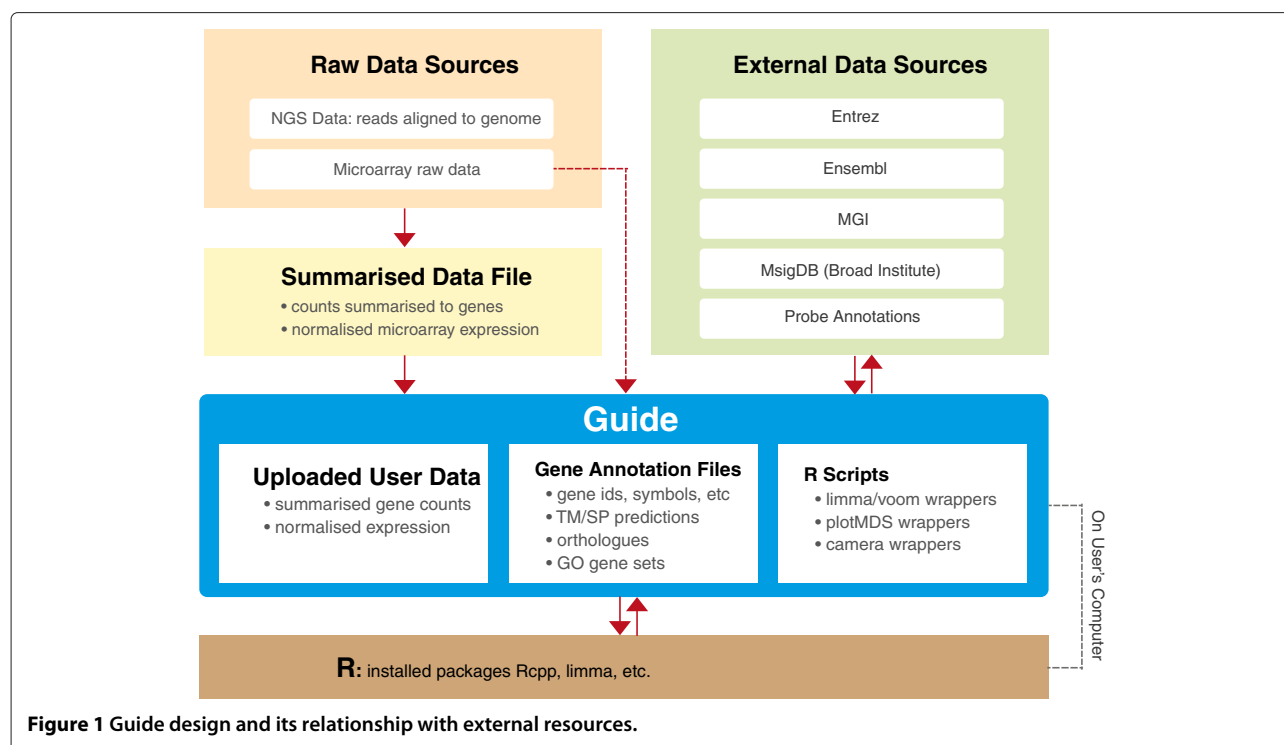 Raw Data Sources
NGS Data: reads aligned to genome
Microarray raw data
External Data Sources
Entrez
Ensembl
MGI
MsigDB (Broad Institute)
Probe Annotations
Summarised Data File
• counts summarised to genes
• normalised microarray expression
Guide
Uploaded User Data
• summarised gene counts
• normalised expression
Gene Annotation Files
• gene ids, symbols, etc
• TM/SP predictions
• orthologues
• GO gene sets
R Scripts
• limma/voom wrappers
• plotMDS wrappers
• camera wrappers
On User's Computer
R: installed packages Rcpp, limma, etc.
Figure 1 Guide design and its relationship with external resources.